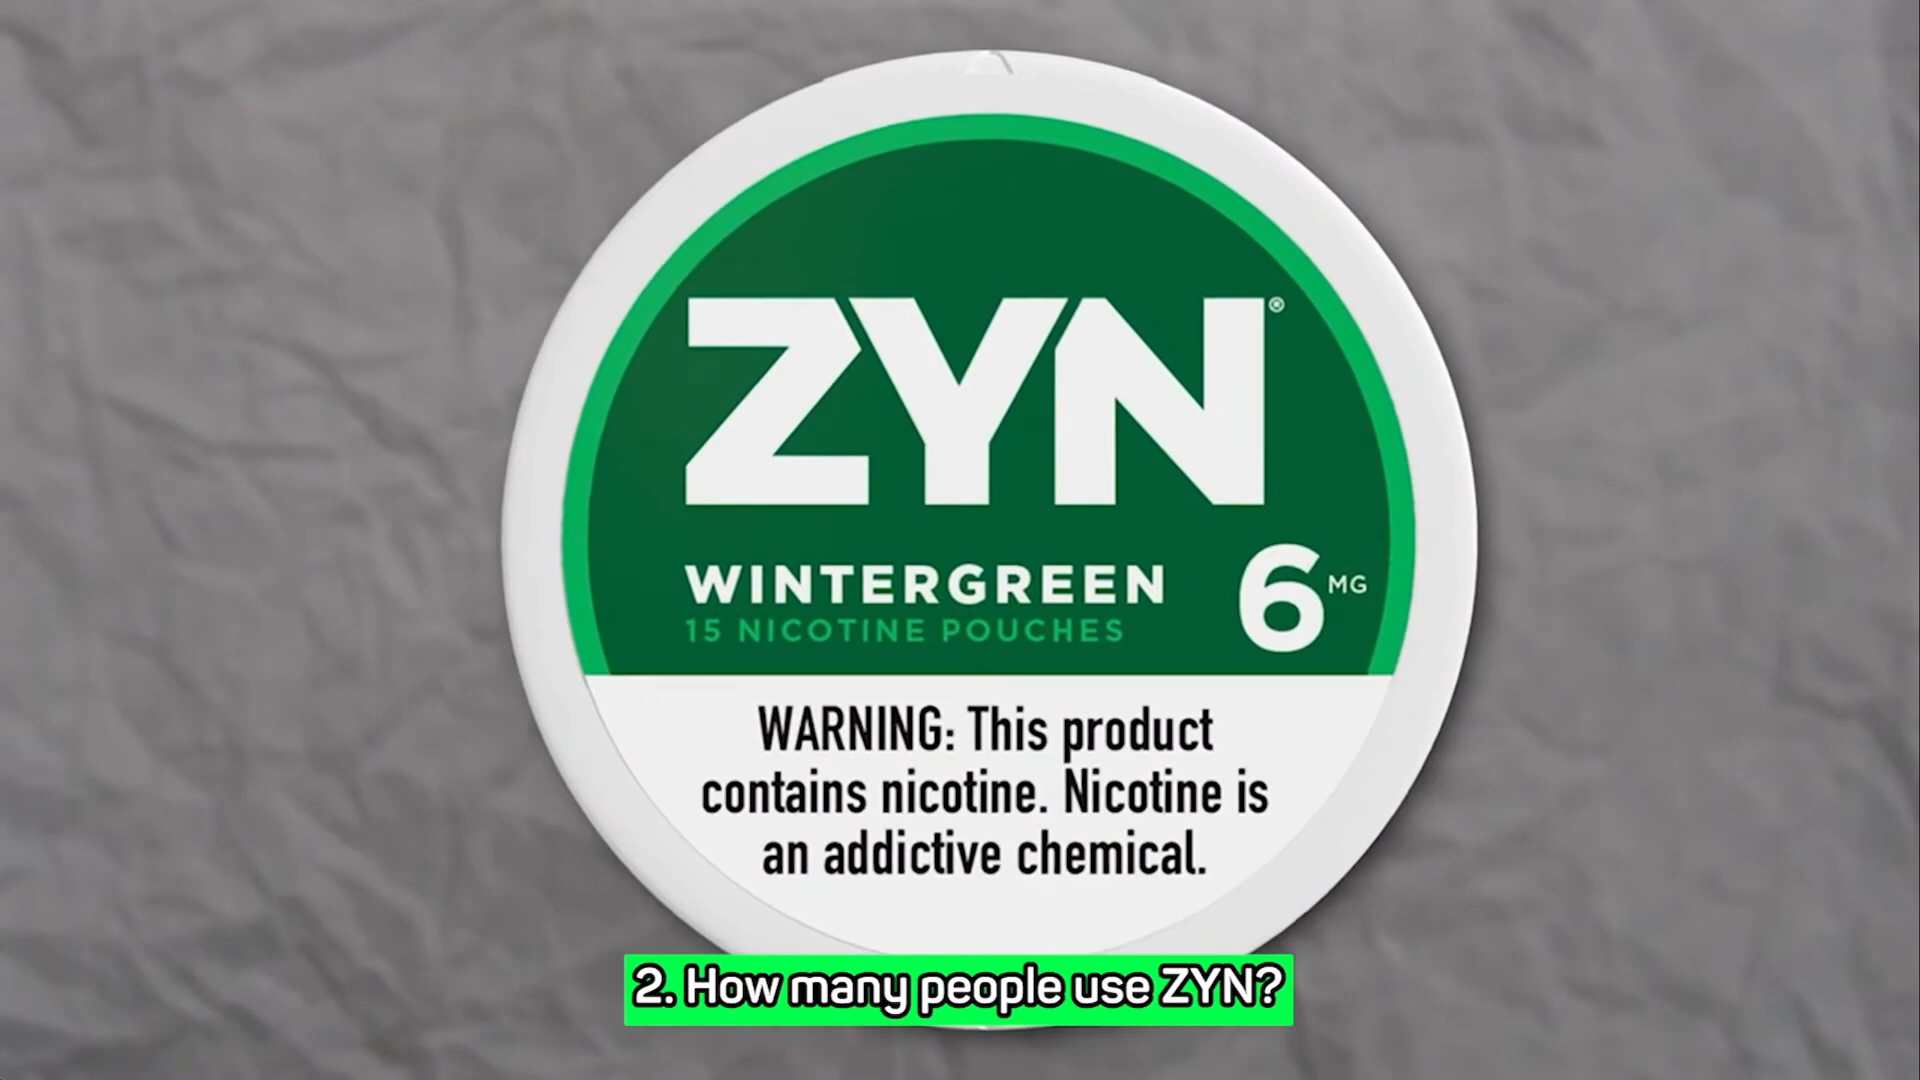 ZYN®
WINTERGREEN
15 NICOTINE POUCHES
6 MG
WARNING: This product
contains nicotine. Nicotine is
an addictive chemical.
2. How many people use ZYN?